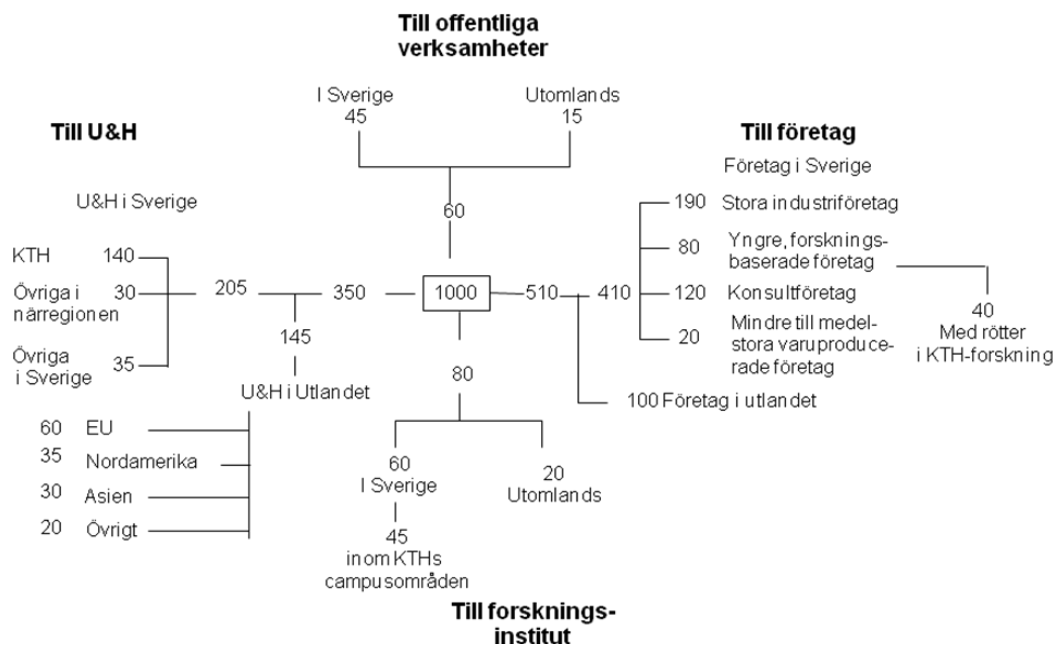 Till offentliga
verksamheter
I Sverige
45
Utomlands
15
60
Till U&H
U&H i Sverige
KTH 140
Övriga i
närregionen
30
Övriga
i Sverige
35
205
350
145
U&H i Utlandet
60 EU
35 Nordamerika
30 Asien
20 Övrigt
1000
Till företag
Företag i Sverige
510
410
190 Stora industriföretag
80 Yngre, forsknings-
baserade företag
120 Konsultföretag
20 Mindre till medel-
stora varuproduce-
rade företag
40
Med rötter
i KTH-forskning
100 Företag i utlandet
80
60
I Sverige
20
Utomlands
45
inom KTHs
campusområden
Till forsknings-
institut